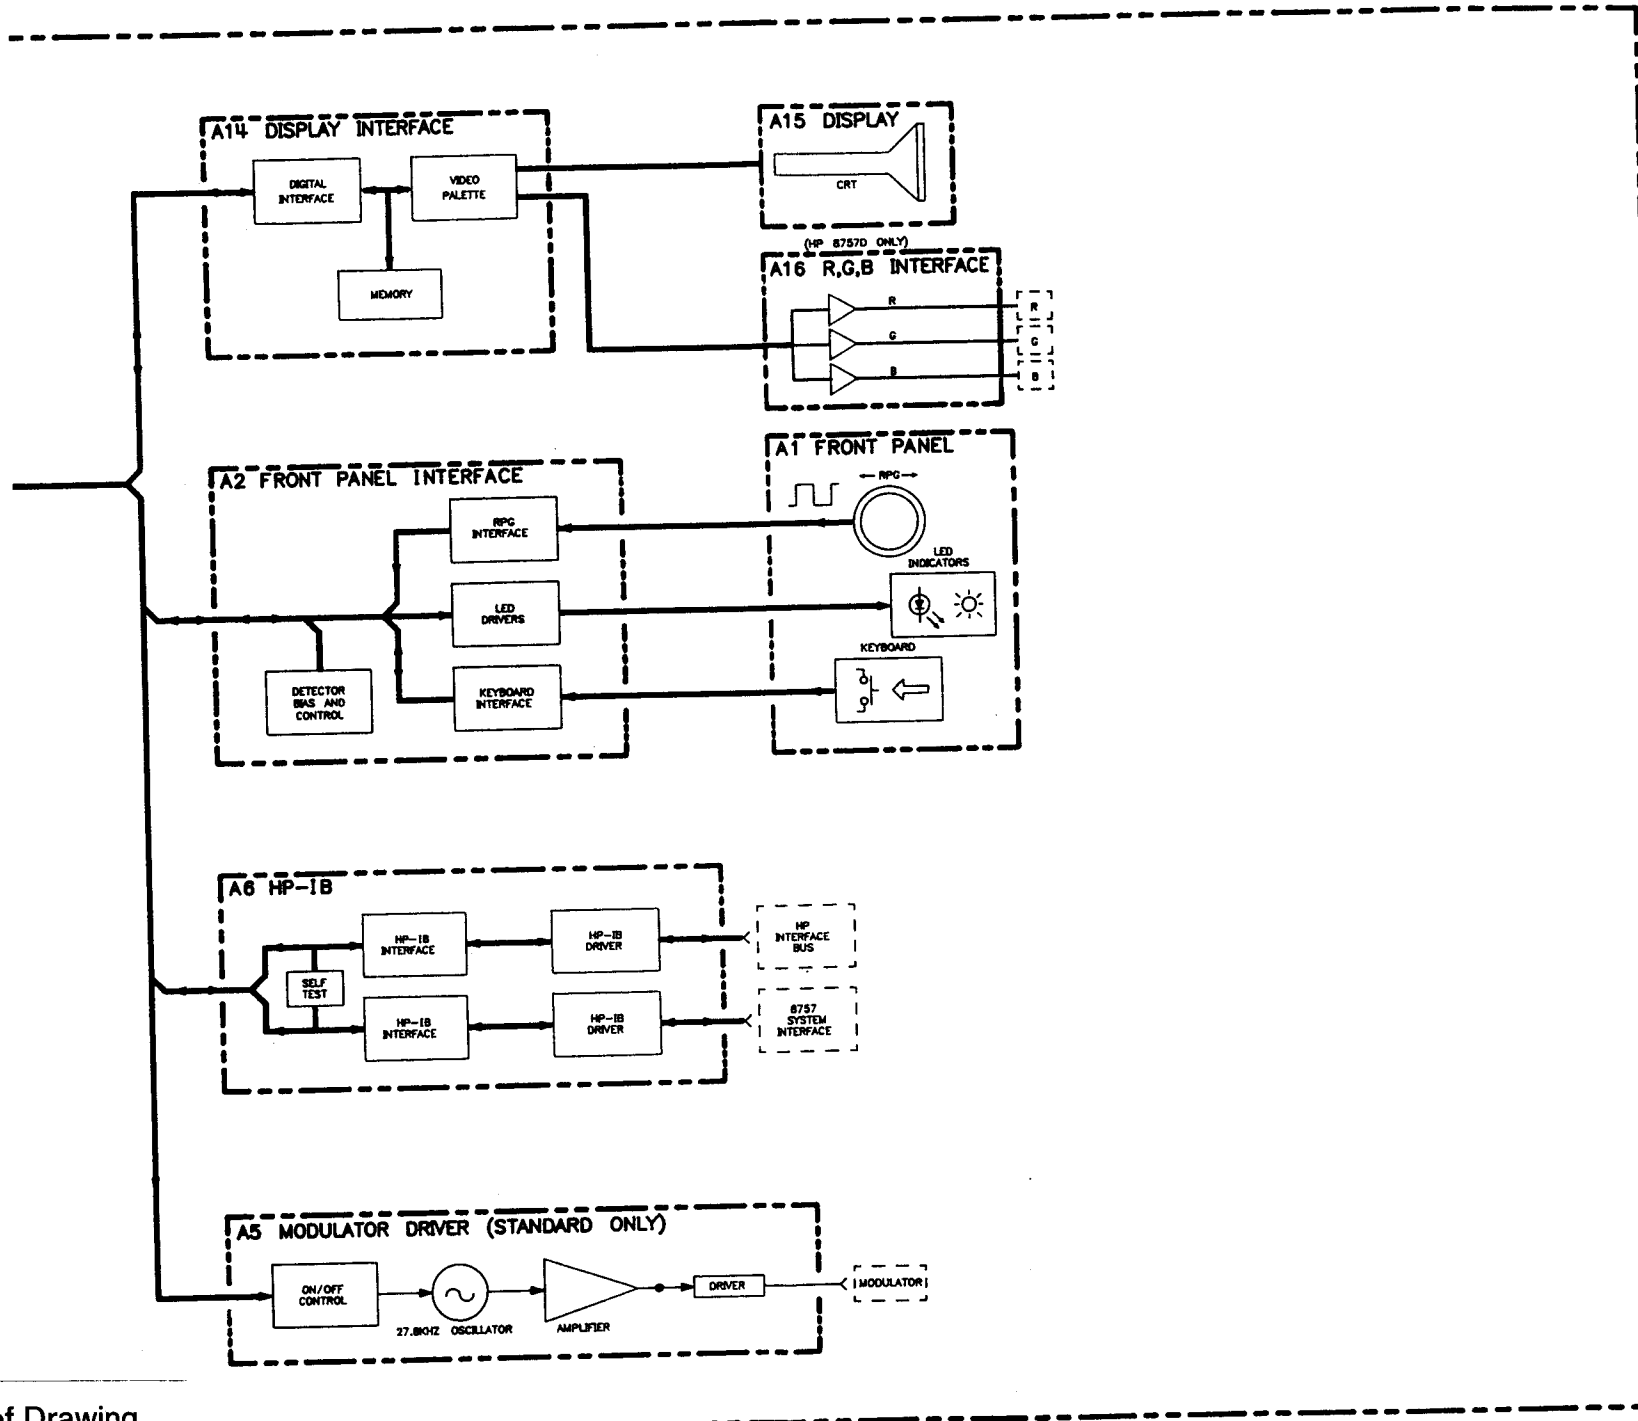 A14 DISPLAY INTERFACE
DIGITAL
INTERFACE
VIDEO
PALETTE
MEMORY
A15 DISPLAY
CRT
(HP 8757D ONLY)
A16 R,G,B INTERFACE
R
G
B
R
G
B
A2 FRONT PANEL INTERFACE
RPG
INTERFACE
LED
DRIVERS
KEYBOARD
INTERFACE
DETECTOR
BIAS AND
CONTROL
A1 FRONT PANEL
RPG
LED
INDICATORS
KEYBOARD
A6 HP-IB
HP-IB
INTERFACE
HP-IB
DRIVER
SELF
TEST
HP-IB
INTERFACE
HP-IB
DRIVER
HP
INTERFACE
BUS
8757
SYSTEM
INTERFACE
A5 MODULATOR DRIVER (STANDARD ONLY)
ON/OFF
CONTROL
27.8KHZ OSCILLATOR
AMPLIFIER
DRIVER
MODULATOR
of Drawing